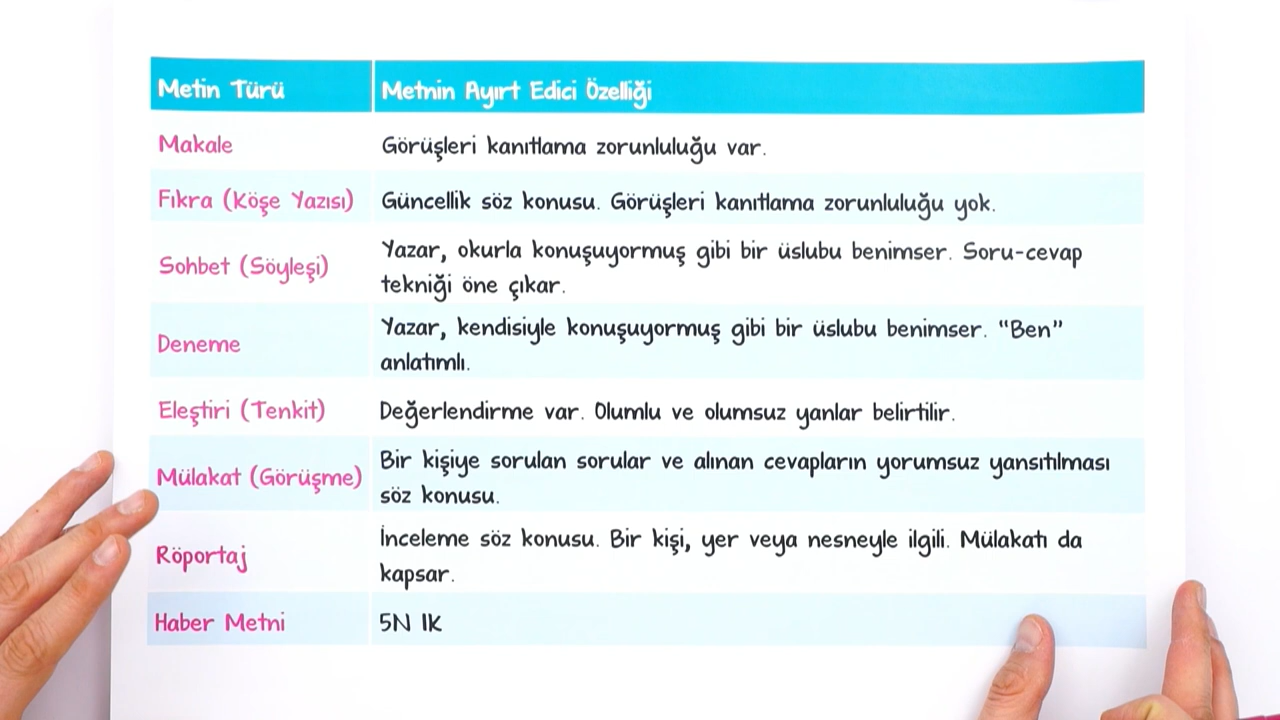 Metin Türü
Metnin Ayırt Edici Özelliği
Makale
Görüşleri kanıtlama zorunluluğu var.
Fıkra (Köşe Yazısı)
Güncellik söz konusu. Görüşleri kanıtlama zorunluluğu yok.
Sohbet (Söyleşi)
Yazar, okurla konuşuyormuş gibi bir üslubu benimser. Soru-cevap
tekniği öne çıkar.
Deneme
Yazar, kendisiyle konuşuyormuş gibi bir üslubu benimser. “Ben”
anlatımlı.
Eleştiri (Tenkit)
Değerlendirme var. Olumlu ve olumsuz yanlar belirtilir.
Mülakat (Görüşme)
Bir kişiye sorulan sorular ve alınan cevapların yorumsuz yansıtılması
söz konusu.
Röportaj
İnceleme söz konusu. Bir kişi, yer veya nesneyle ilgili. Mülakatı da
kapsar.
Haber Metni
5N 1K